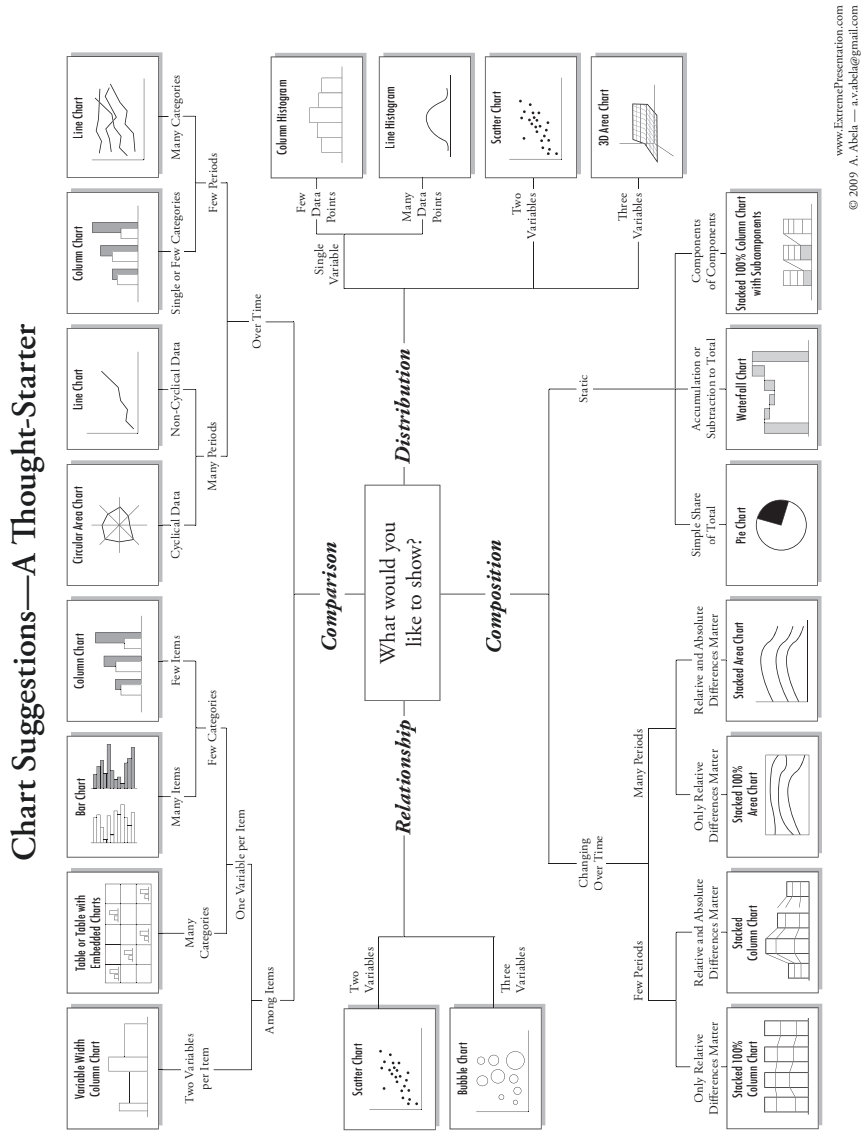 Chart Suggestions—A Thought-Starter
Variable Width
Column Chart
Table or Table with
Embedded Charts
Bar Chart
Column Chart
Circular Area Chart
Line Chart
Column Chart
Line Chart
Two Variables
per Item
Many
Categories
Many Items
Few Items
Cyclical Data
Non-Cyclical Data
Single or Few Categories
Many Categories
Few Categories
Many Periods
Few Periods
One Variable per Item
Among Items
Over Time
Comparison
What would you
like to show?
Relationship
Two
Variables
Scatter Chart
Three
Variables
Bubble Chart
Distribution
Single
Variable
Few
Data
Points
Column Histogram
Many
Data
Points
Line Histogram
Two
Variables
Scatter Chart
Three
Variables
3D Area Chart
Composition
Changing
Over Time
Static
Few Periods
Many Periods
Only Relative
Differences Matter
Relative and Absolute
Differences Matter
Only Relative
Differences Matter
Relative and Absolute
Differences Matter
Simple Share
of Total
Accumulation or
Subtraction to Total
Components
of Components
Stacked 100%
Column Chart
Stacked
Column Chart
Stacked 100%
Area Chart
Stacked Area Chart
Pie Chart
Waterfall Chart
Stacked 100% Column Chart
with Subcomponents
www.ExtremePresentation.com
© 2009 A. Abela — a.v.abela@gmail.com